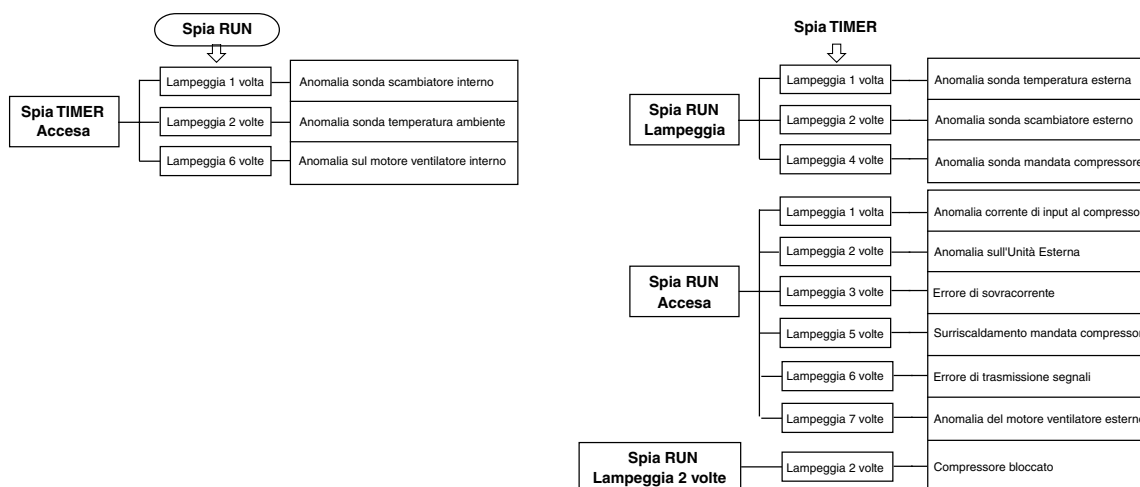 Spia RUN
Spia TIMER
Accesa
Lampeggia 1 volta
Anomalia sonda scambiatore interno
Lampeggia 2 volte
Anomalia sonda temperatura ambiente
Lampeggia 6 volte
Anomalia sul motore ventilatore interno
Spia TIMER
Spia RUN
Lampeggia
Lampeggia 1 volta
Anomalia sonda temperatura esterna
Lampeggia 2 volte
Anomalia sonda scambiatore esterno
Lampeggia 4 volte
Anomalia sonda mandata compressore
Spia RUN
Accesa
Lampeggia 1 volta
Anomalia corrente di input al compresso
Lampeggia 2 volte
Anomalia sull'Unità Esterna
Lampeggia 3 volte
Errore di sovracorrente
Lampeggia 5 volte
Surriscaldamento mandata compressor
Lampeggia 6 volte
Errore di trasmissione segnali
Lampeggia 7 volte
Anomalia del motore ventilatore esterno
Spia RUN
Lampeggia 2 volte
Lampeggia 2 volte
Compressore bloccato